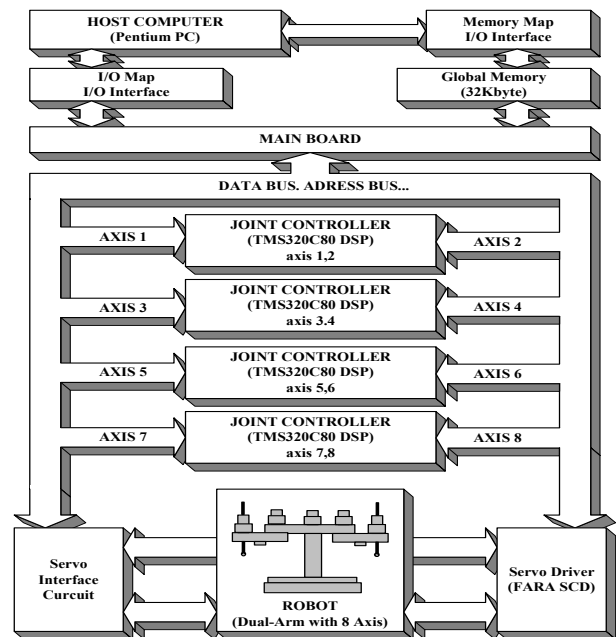 HOST COMPUTER
(Pentium PC)
Memory Map
I/O Interface
I/O Map
I/O Interface
Global Memory
(32Kbyte)
MAIN BOARD
DATA BUS. ADRESS BUS...
AXIS 1
JOINT CONTROLLER
(TMS320C80 DSP)
axis 1,2
AXIS 2
AXIS 3
JOINT CONTROLLER
(TMS320C80 DSP)
axis 3.4
AXIS 4
AXIS 5
JOINT CONTROLLER
(TMS320C80 DSP)
axis 5,6
AXIS 6
AXIS 7
JOINT CONTROLLER
(TMS320C80 DSP)
axis 7,8
AXIS 8
Servo
Interface
Curcuit
ROBOT
(Dual-Arm with 8 Axis)
Servo Driver
(FARA SCD)